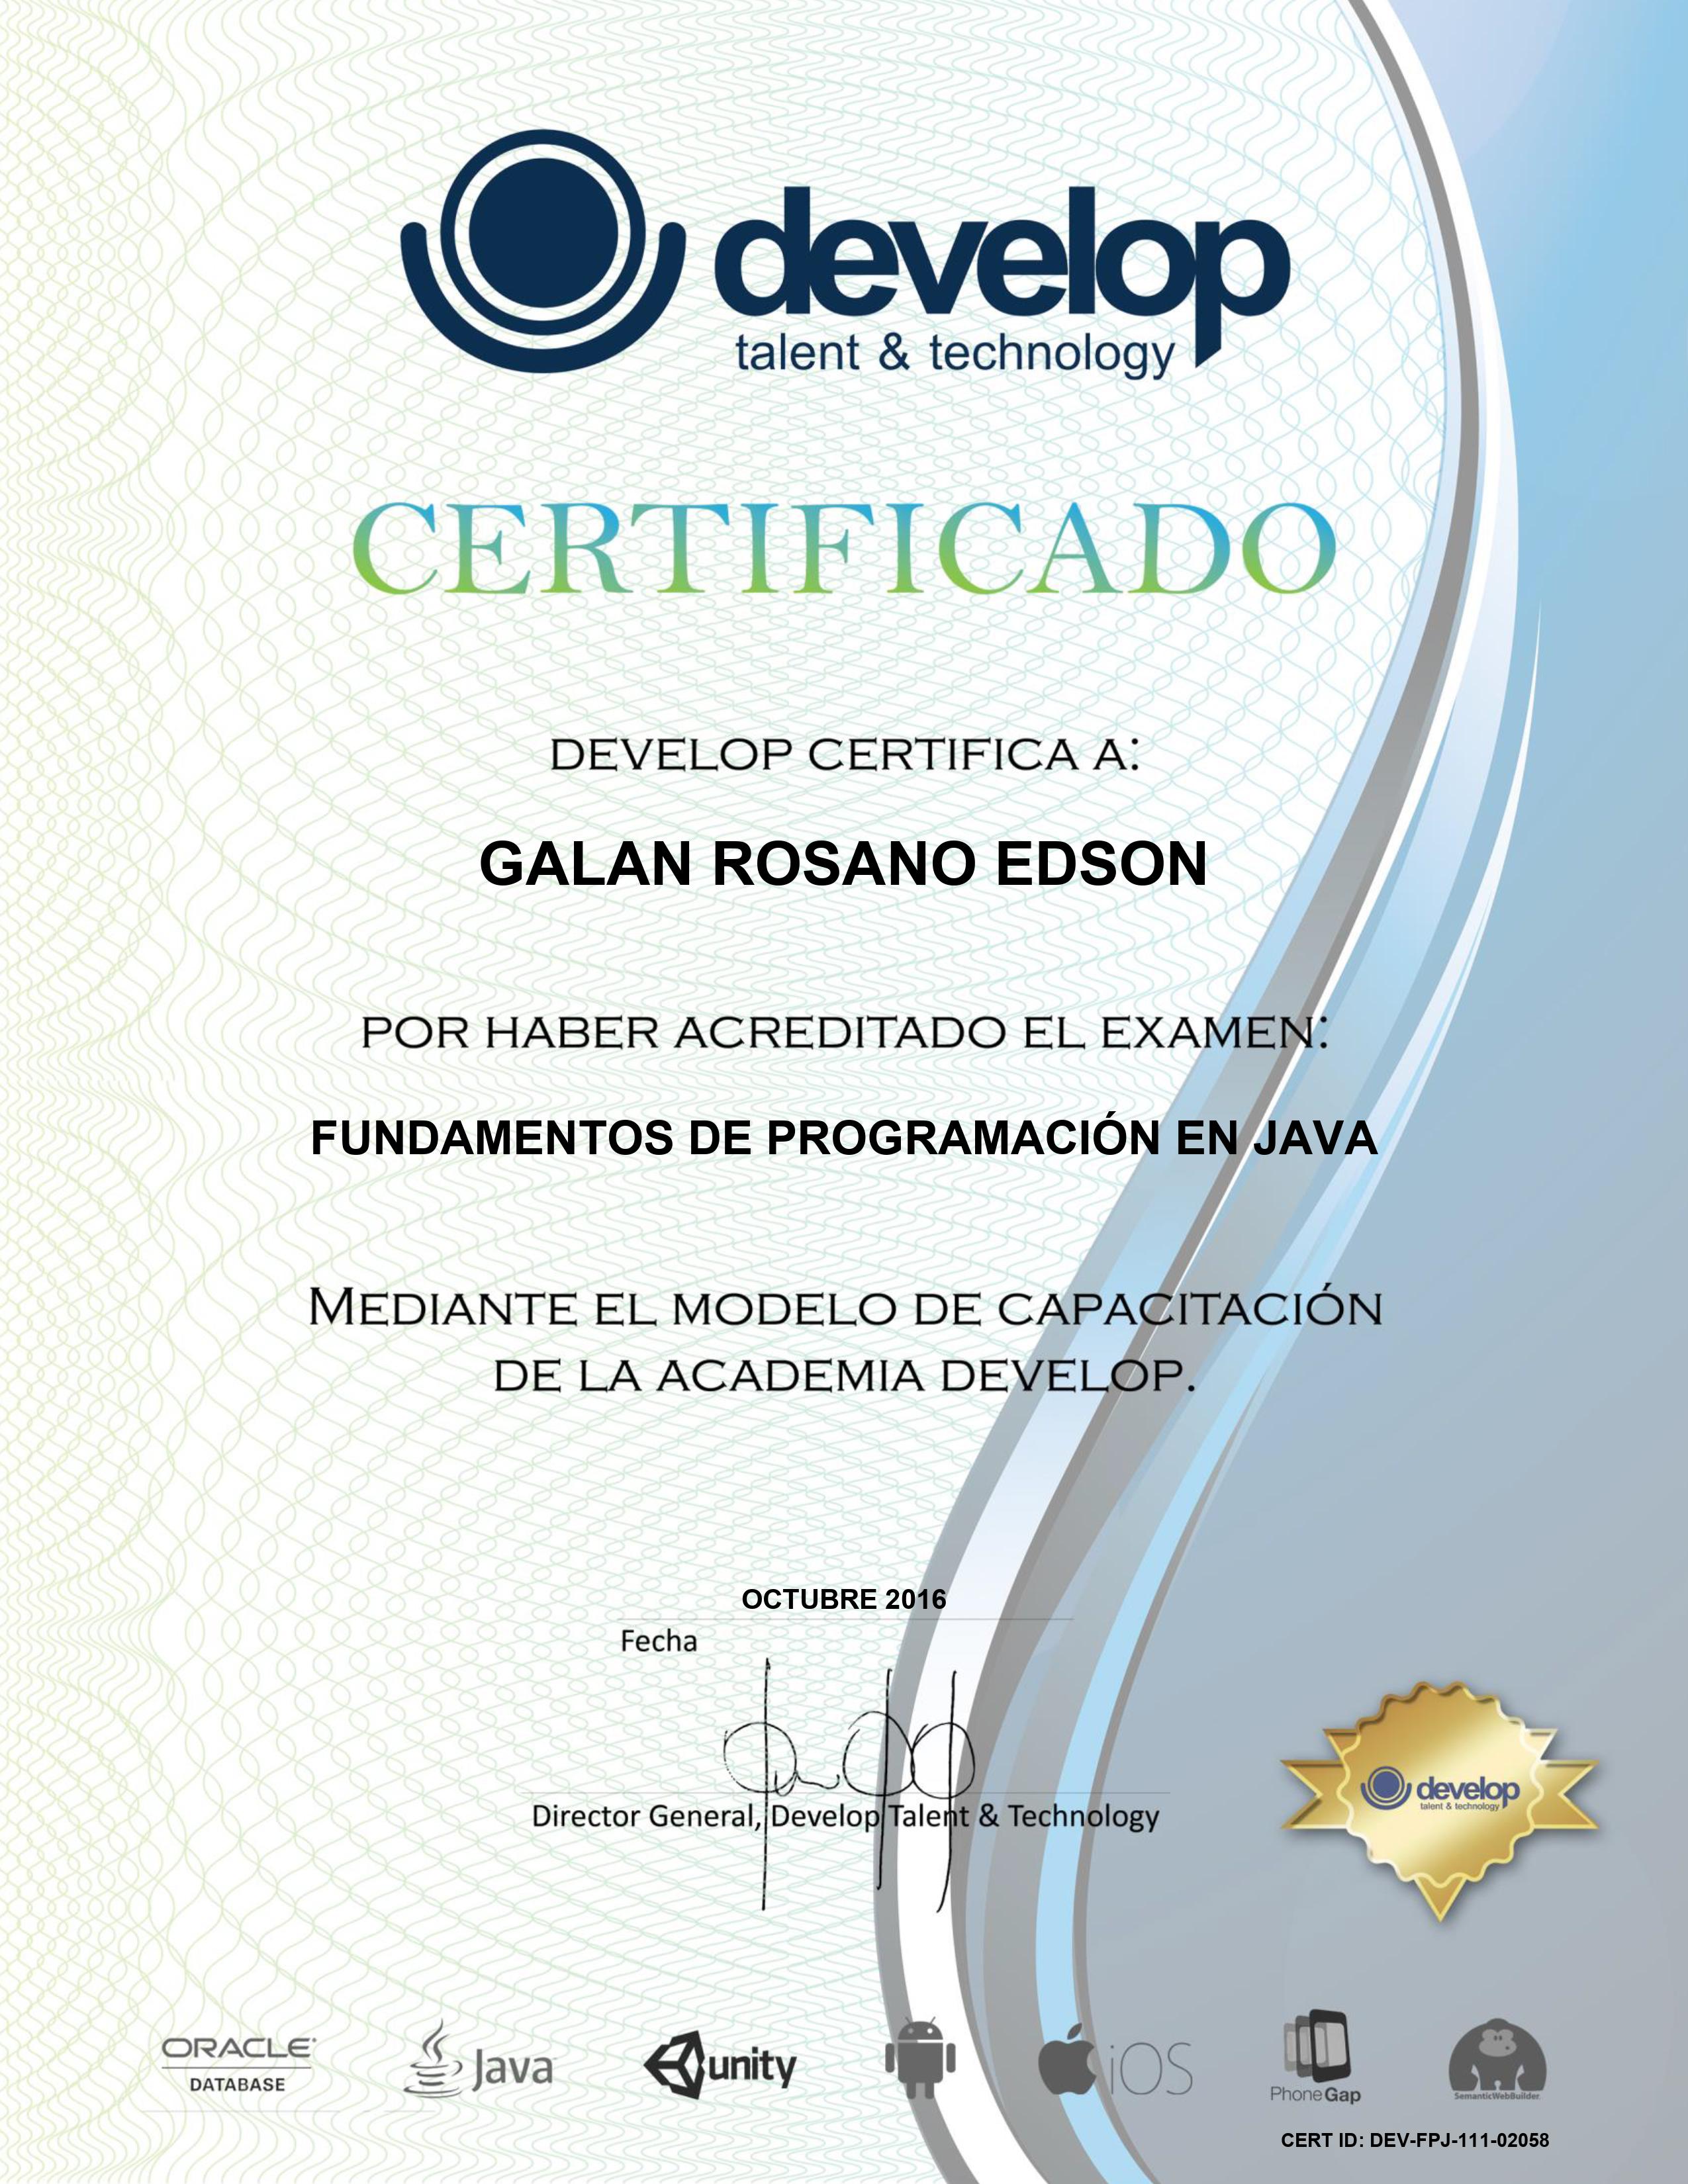 develop
talent & technology
CERTIFICADO
DEVELOP CERTIFICA A:
GALAN ROSANO EDSON
POR HABER ACREDITADO EL EXAMEN:
FUNDAMENTOS DE PROGRAMACIÓN EN JAVA
MEDIANTE EL MODELO DE CAPACITACIÓN
DE LA ACADEMIA DEVELOP.
OCTUBRE 2016
Fecha
Director General, Develop Talent & Technology
develop
talent & technology
ORACLE
DATABASE
Java
unity
iOS
PhoneGap
SemanticWebBuilder
CERT ID: DEV-FPJ-111-02058